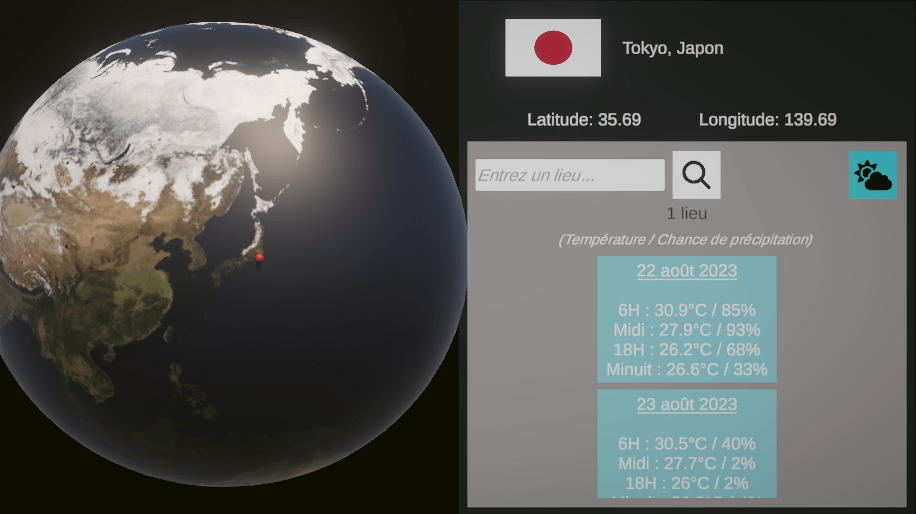 Tokyo, Japon
Latitude: 35.69 Longitude: 139.69
Entrez un lieu...
1 lieu
(Température / Chance de précipitation)
22 août 2023
6H : 30.9°C / 85%
Midi : 27.9°C / 93%
18H : 26.2°C / 68%
Minuit : 26.6°C / 33%
23 août 2023
6H : 30.5°C / 40%
Midi : 27.7°C / 2%
18H : 26°C / 2%